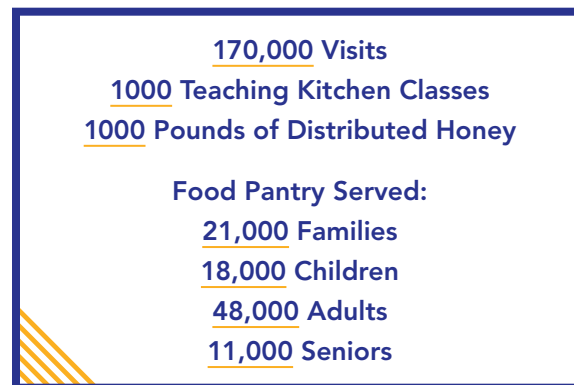 170,000 Visits
1000 Teaching Kitchen Classes
1000 Pounds of Distributed Honey
Food Pantry Served:
21,000 Families
18,000 Children
48,000 Adults
11,000 Seniors